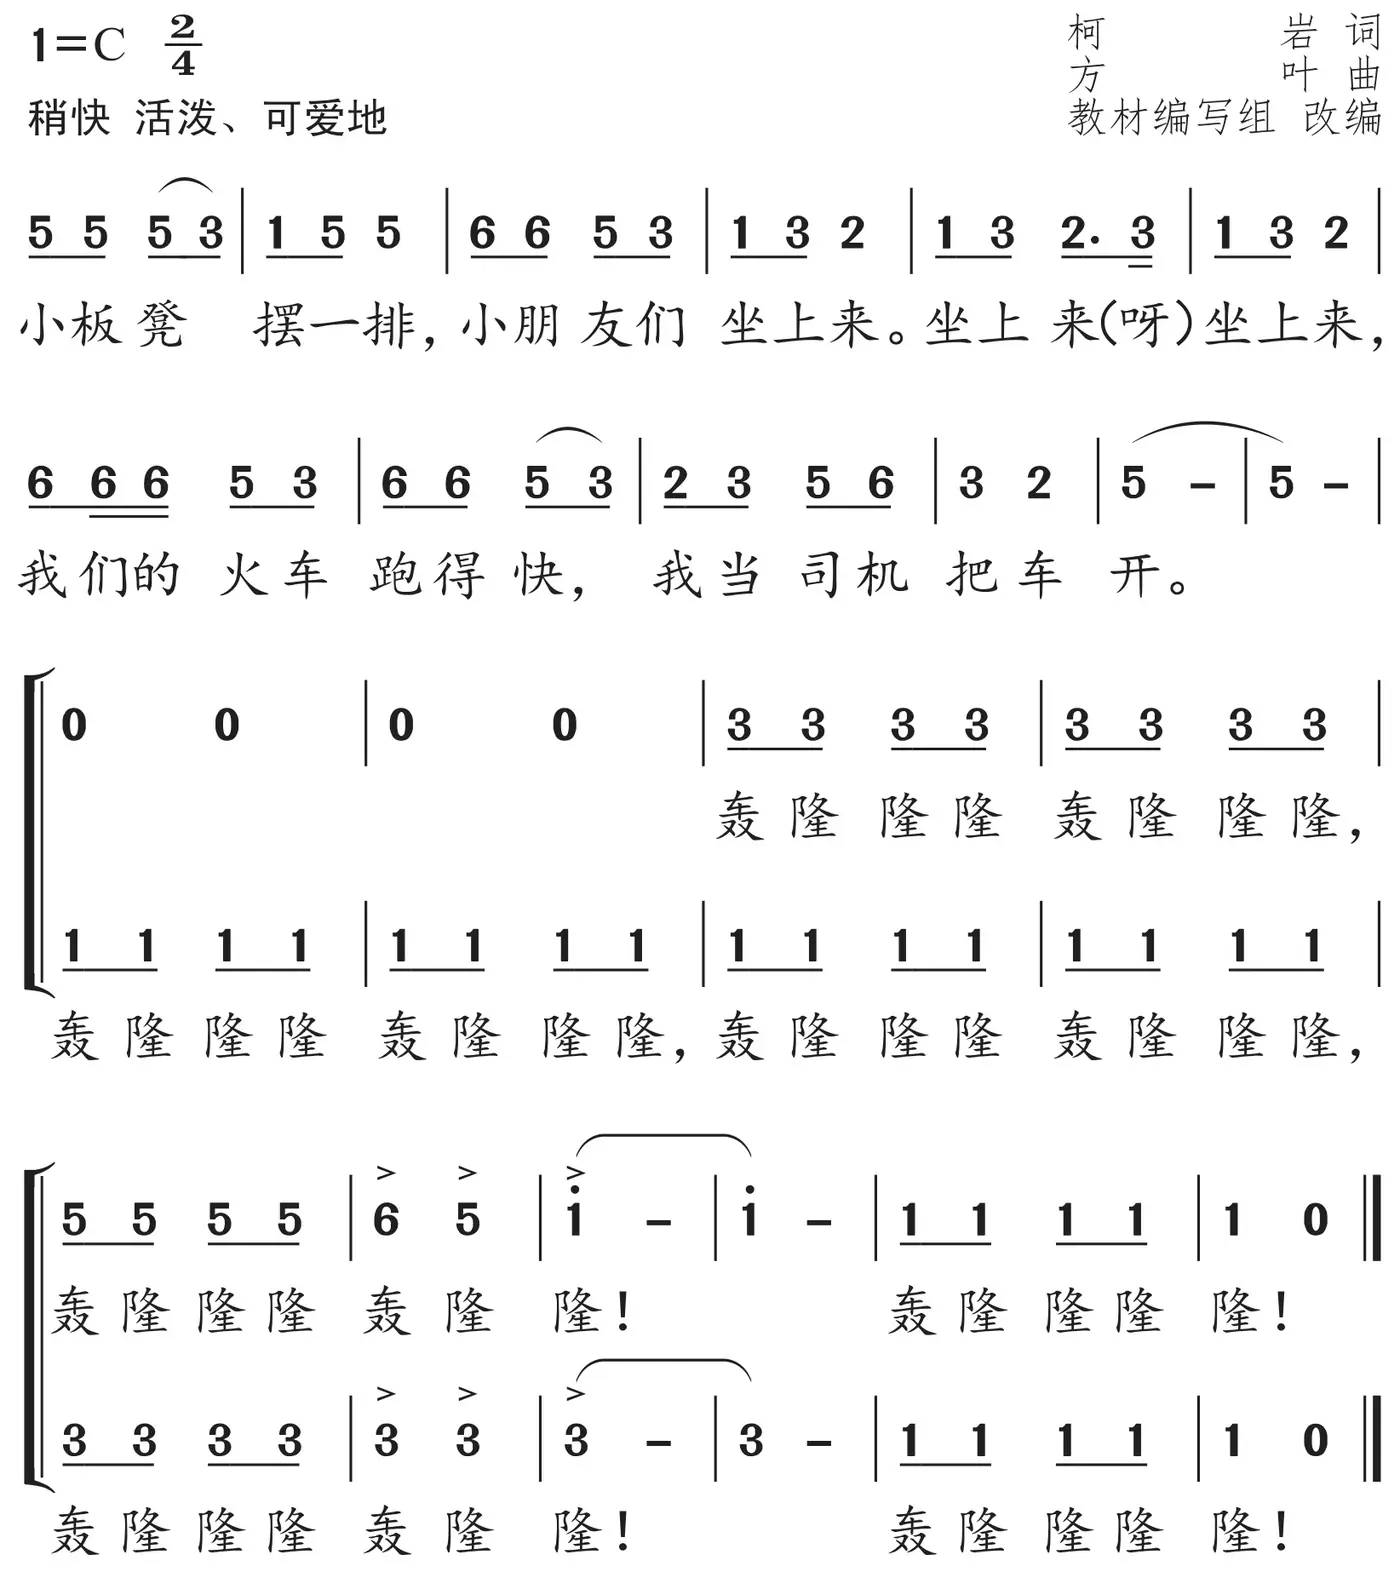 1=C 2/4
柯 岩 词
方 叶 曲
稍快 活泼、可爱地
教材编写组 改编
5 5 5 3 | 1 5 5 | 6 6 5 3 | 1 3 2 | 1 3 2. 3 | 1 3 2 |
小板凳 摆一排，小朋友们 坐上来。坐上来（呀）坐上来，
6 6 6 5 3 | 6 6 5 3 | 2 3 5 6 | 3 2 | 5 – | 5 – |
我们的火车 跑得快，我当司机 把车 开。
0 0 | 0 0 | 3 3 3 3 | 3 3 3 3 |
轰隆隆隆 轰隆隆隆，
1 1 1 1 | 1 1 1 1 | 1 1 1 1 | 1 1 1 1 |
轰隆隆隆 轰隆隆隆，轰隆隆隆 轰隆隆隆，
5 5 5 5 | 6 5 | i – | i – | 1 1 1 1 | 1 0 ‖
轰隆隆隆 轰隆 隆！ 轰隆隆隆 隆！
3 3 3 3 | 3 3 | 3 – | 3 – | 1 1 1 1 | 1 0 ‖
轰隆隆隆 轰隆 隆！ 轰隆隆隆 隆！